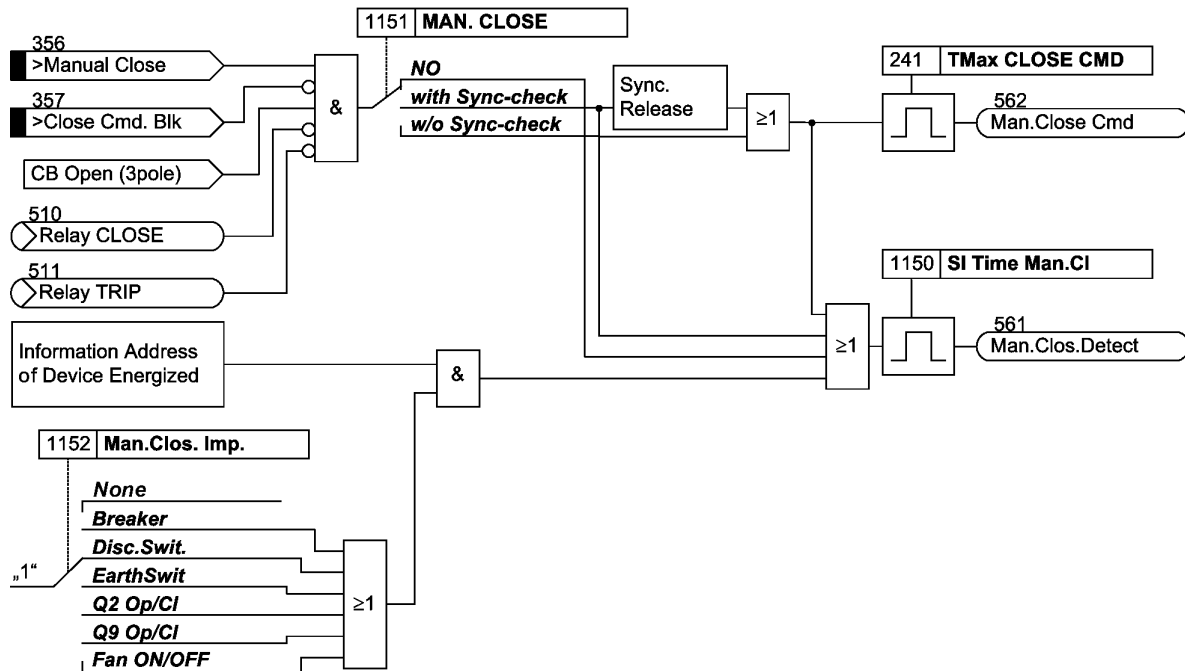 1151 MAN. CLOSE
356
>Manual Close
357
>Close Cmd. Blk
CB Open (3pole)
510
Relay CLOSE
511
Relay TRIP
&
NO
with Sync-check
w/o Sync-check
Sync.
Release
≥1
241 TMax CLOSE CMD
562
Man.Close Cmd
1150 SI Time Man.Cl
561
Man.Clos.Detect
≥1
Information Address
of Device Energized
&
1152 Man.Clos. Imp.
None
Breaker
Disc.Swit.
EarthSwit
Q2 Op/Cl
Q9 Op/Cl
Fan ON/OFF
„1“
≥1